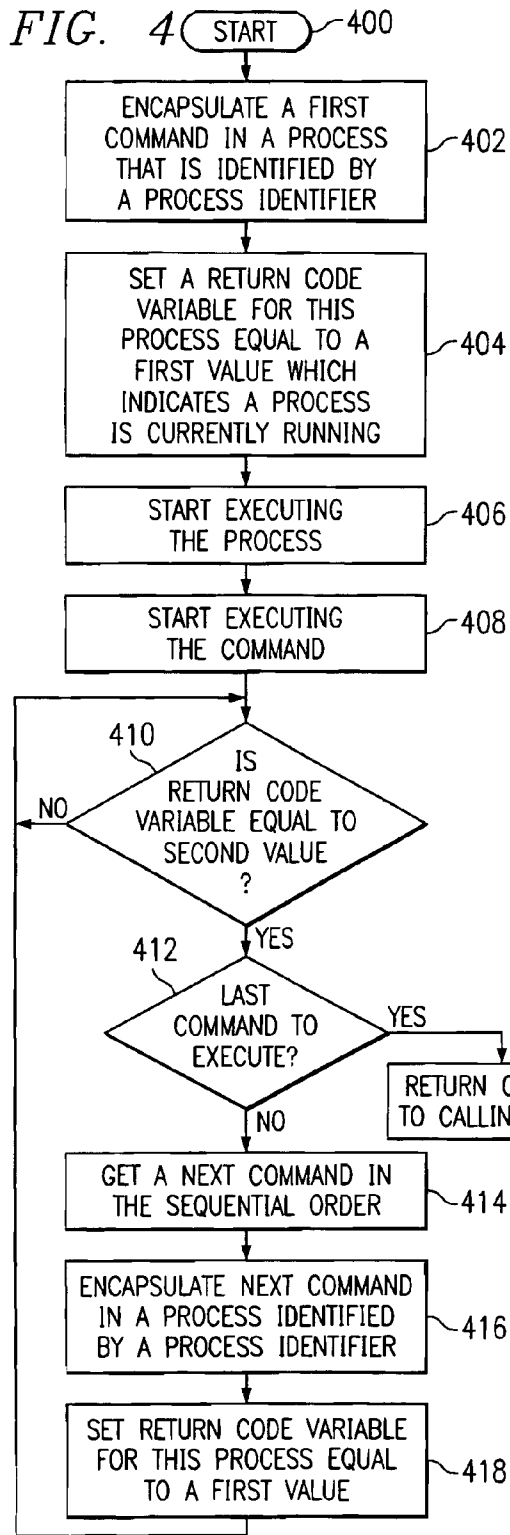 FIG. 4
START
400
ENCAPSULATE A FIRST
COMMAND IN A PROCESS
THAT IS IDENTIFIED BY
A PROCESS IDENTIFIER
402
SET A RETURN CODE
VARIABLE FOR THIS
PROCESS EQUAL TO A
FIRST VALUE WHICH
INDICATES A PROCESS
IS CURRENTLY RUNNING
404
START EXECUTING
THE PROCESS
406
START EXECUTING
THE COMMAND
408
410
IS
RETURN CODE
VARIABLE EQUAL TO
SECOND VALUE
?
NO
YES
412
LAST
COMMAND TO
EXECUTE?
YES
RETURN
TO
NO
GET A NEXT COMMAND IN
THE SEQUENTIAL ORDER
414
ENCAPSULATE NEXT COMMAND
IN A PROCESS IDENTIFIED
BY A PROCESS IDENTIFIER
416
SET RETURN CODE VARIABLE
FOR THIS PROCESS EQUAL
TO A FIRST VALUE
418